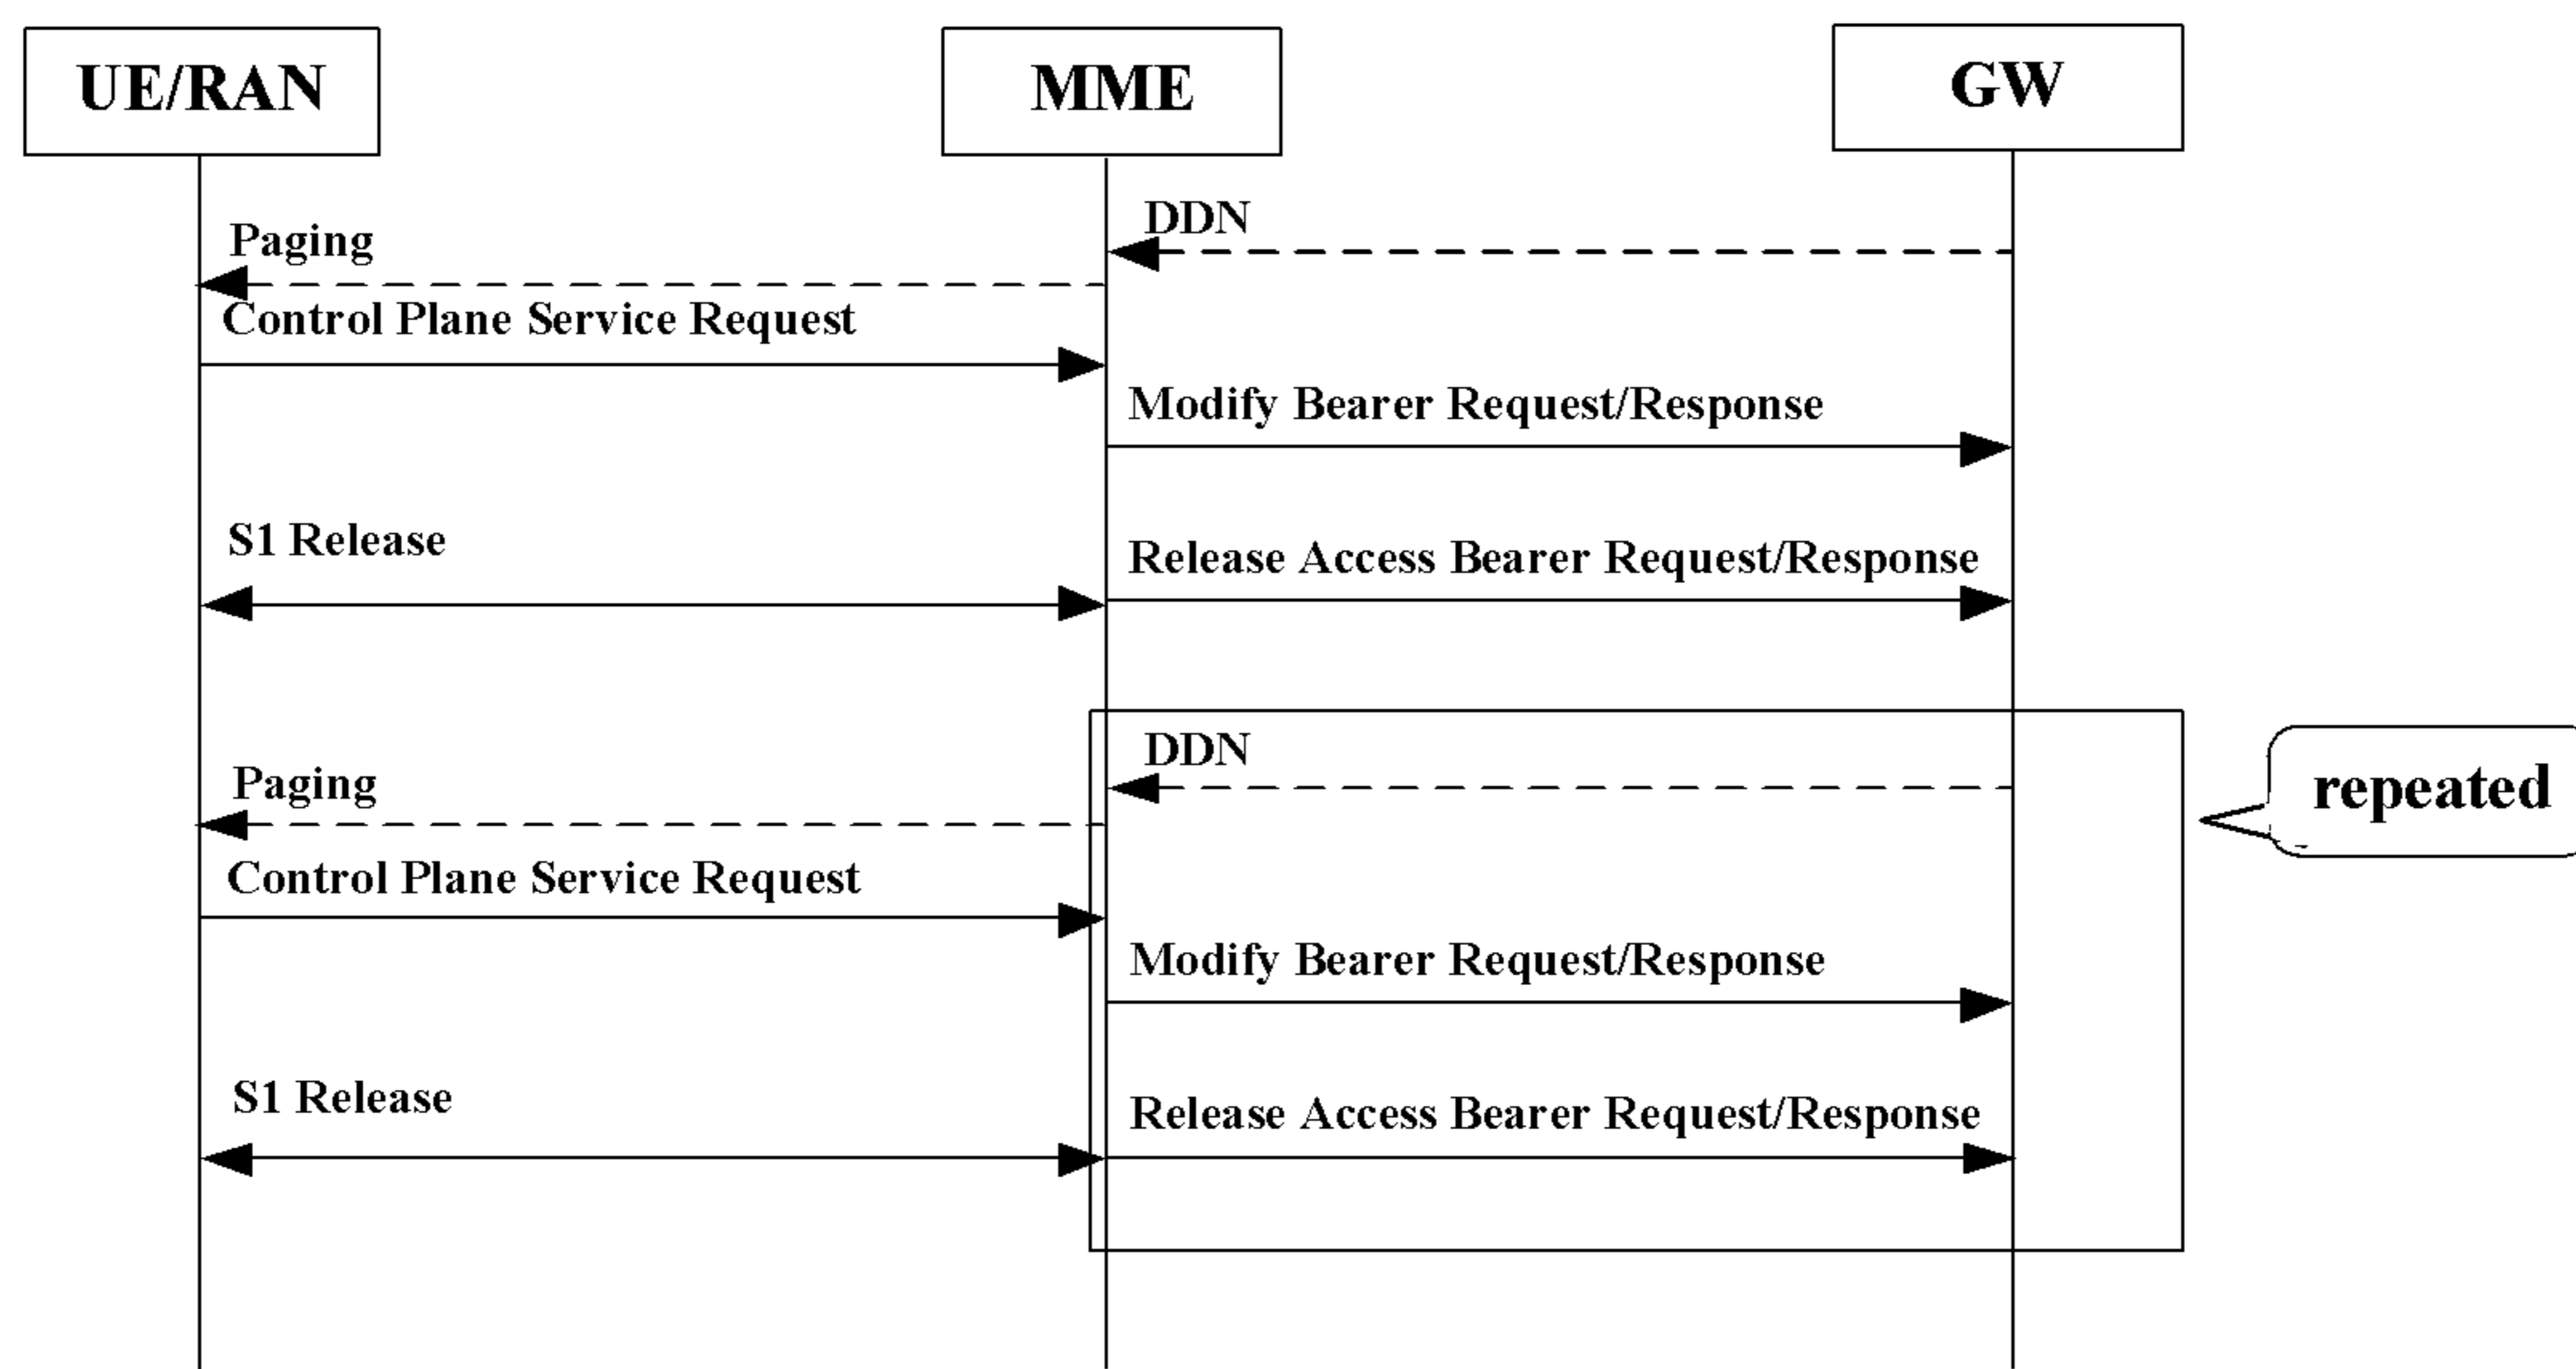 UE/RAN
MME
GW
DDN
Paging
Control Plane Service Request
Modify Bearer Request/Response
S1 Release
Release Access Bearer Request/Response
DDN
Paging
repeated
Control Plane Service Request
Modify Bearer Request/Response
S1 Release
Release Access Bearer Request/Response